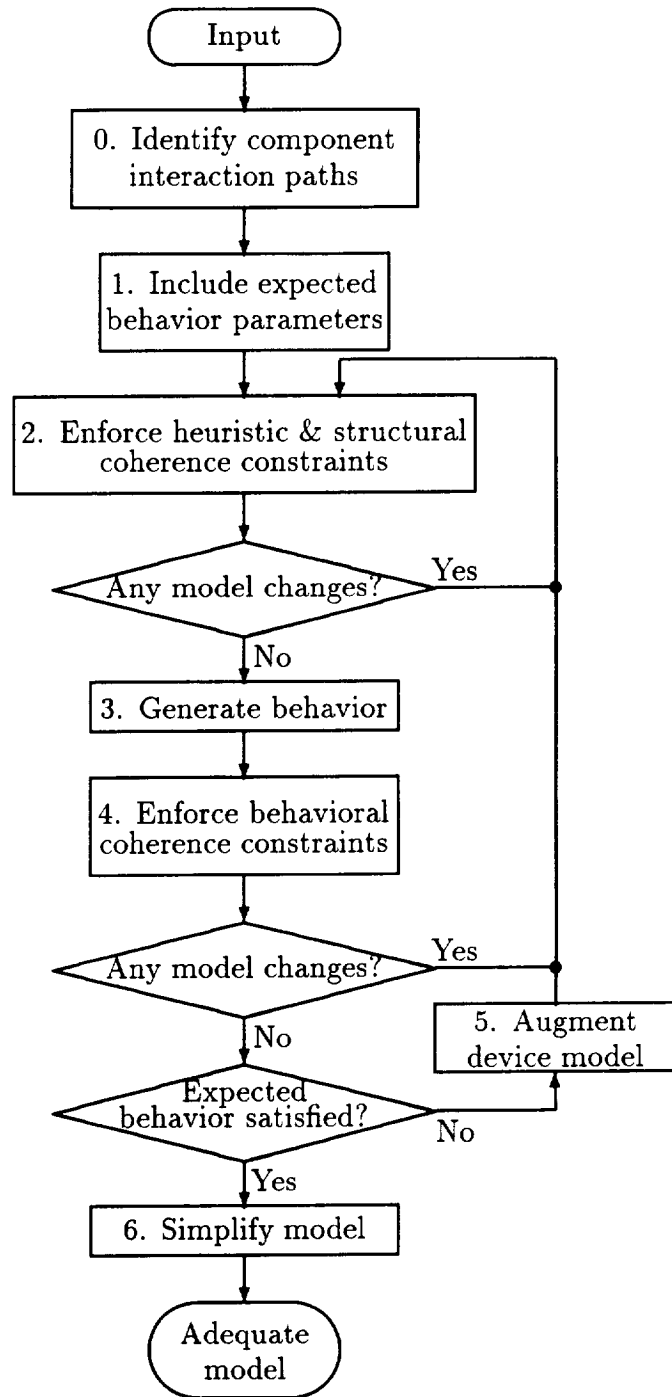 Input
0. Identify component
interaction paths
1. Include expected
behavior parameters
2. Enforce heuristic & structural
coherence constraints
Any model changes?
Yes
No
3. Generate behavior
4. Enforce behavioral
coherence constraints
Any model changes?
Yes
No
5. Augment
device model
Expected
behavior satisfied?
No
Yes
6. Simplify model
Adequate
model